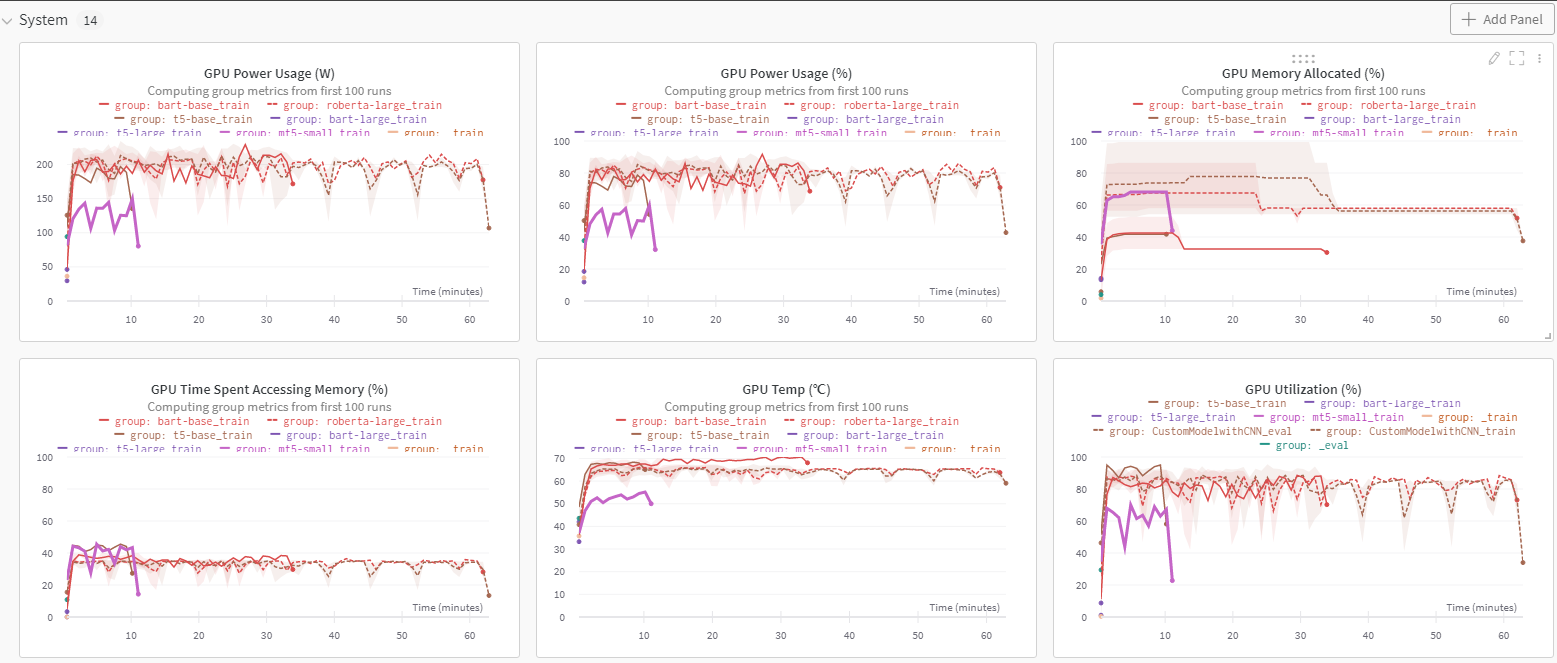 System 14
Add Panel
GPU Power Usage (W)
Computing group metrics from first 100 runs
group: bart-base_train group: roberta-large_train
group: t5-base_train group: bart-large_train
group: t5-large_train group: mt5-small_train group: _train
200
150
100
50
0
Time (minutes)
10 20 30 40 50 60
GPU Power Usage (%)
Computing group metrics from first 100 runs
group: bart-base_train group: roberta-large_train
group: t5-base_train group: bart-large_train
group: t5-large_train group: mt5-small_train group: _train
100
80
60
40
20
0
Time (minutes)
10 20 30 40 50 60
GPU Memory Allocated (%)
Computing group metrics from first 100 runs
group: bart-base_train group: roberta-large_train
group: t5-base_train group: bart-large_train
group: t5-large_train group: mt5-small_train group: _train
100
80
60
40
20
0
Time (minutes)
10 20 30 40 50 60
GPU Time Spent Accessing Memory (%)
Computing group metrics from first 100 runs
group: bart-base_train group: roberta-large_train
group: t5-base_train group: bart-large_train
group: t5-large_train group: mt5-small_train group: _train
100
80
60
40
20
0
Time (minutes)
10 20 30 40 50 60
GPU Temp (℃)
Computing group metrics from first 100 runs
group: bart-base_train group: roberta-large_train
group: t5-base_train group: bart-large_train
group: t5-large_train group: mt5-small_train group: _train
70
60
50
40
30
20
10
0
Time (minutes)
10 20 30 40 50 60
GPU Utilization (%)
group: t5-base_train group: bart-large_train
group: t5-large_train group: mt5-small_train group: _train
group: CustomModelwithCNN_eval group: CustomModelwithCNN_train
group: _eval
100
80
60
40
20
0
Time (minutes)
10 20 30 40 50 60